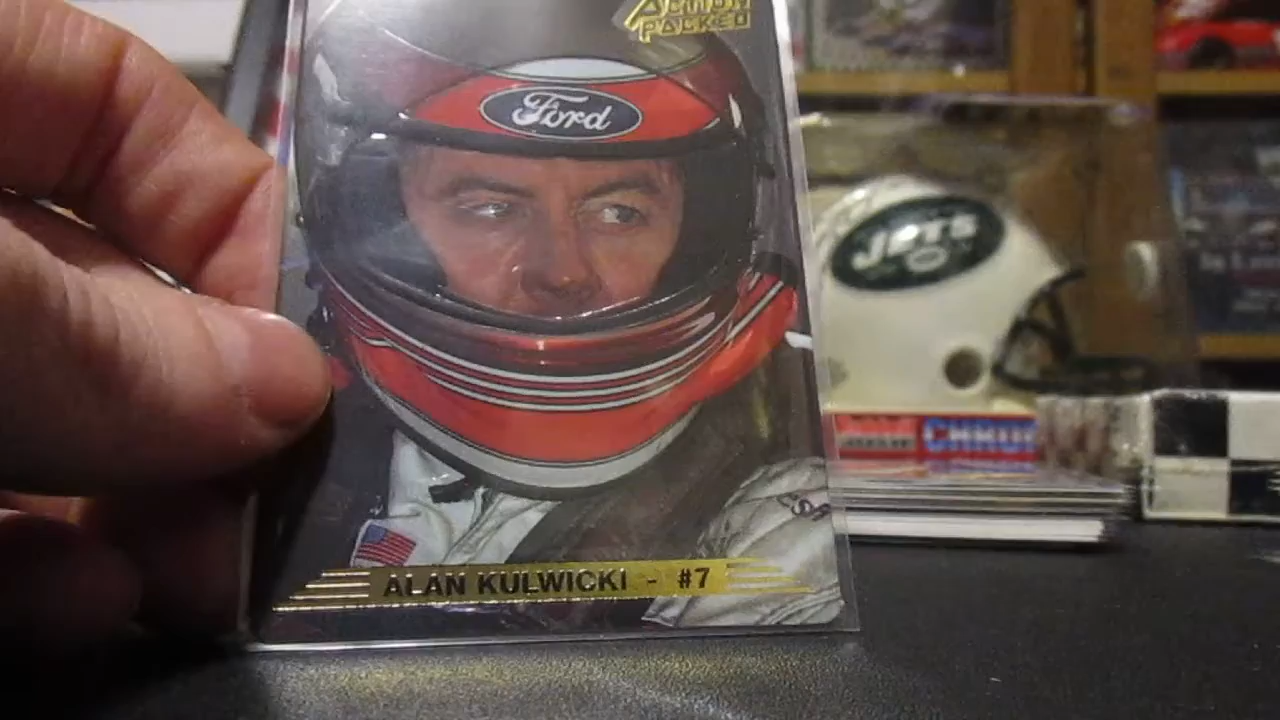 ACTION
PACKED
Ford
JETS
ALAN KULWICKI - #7